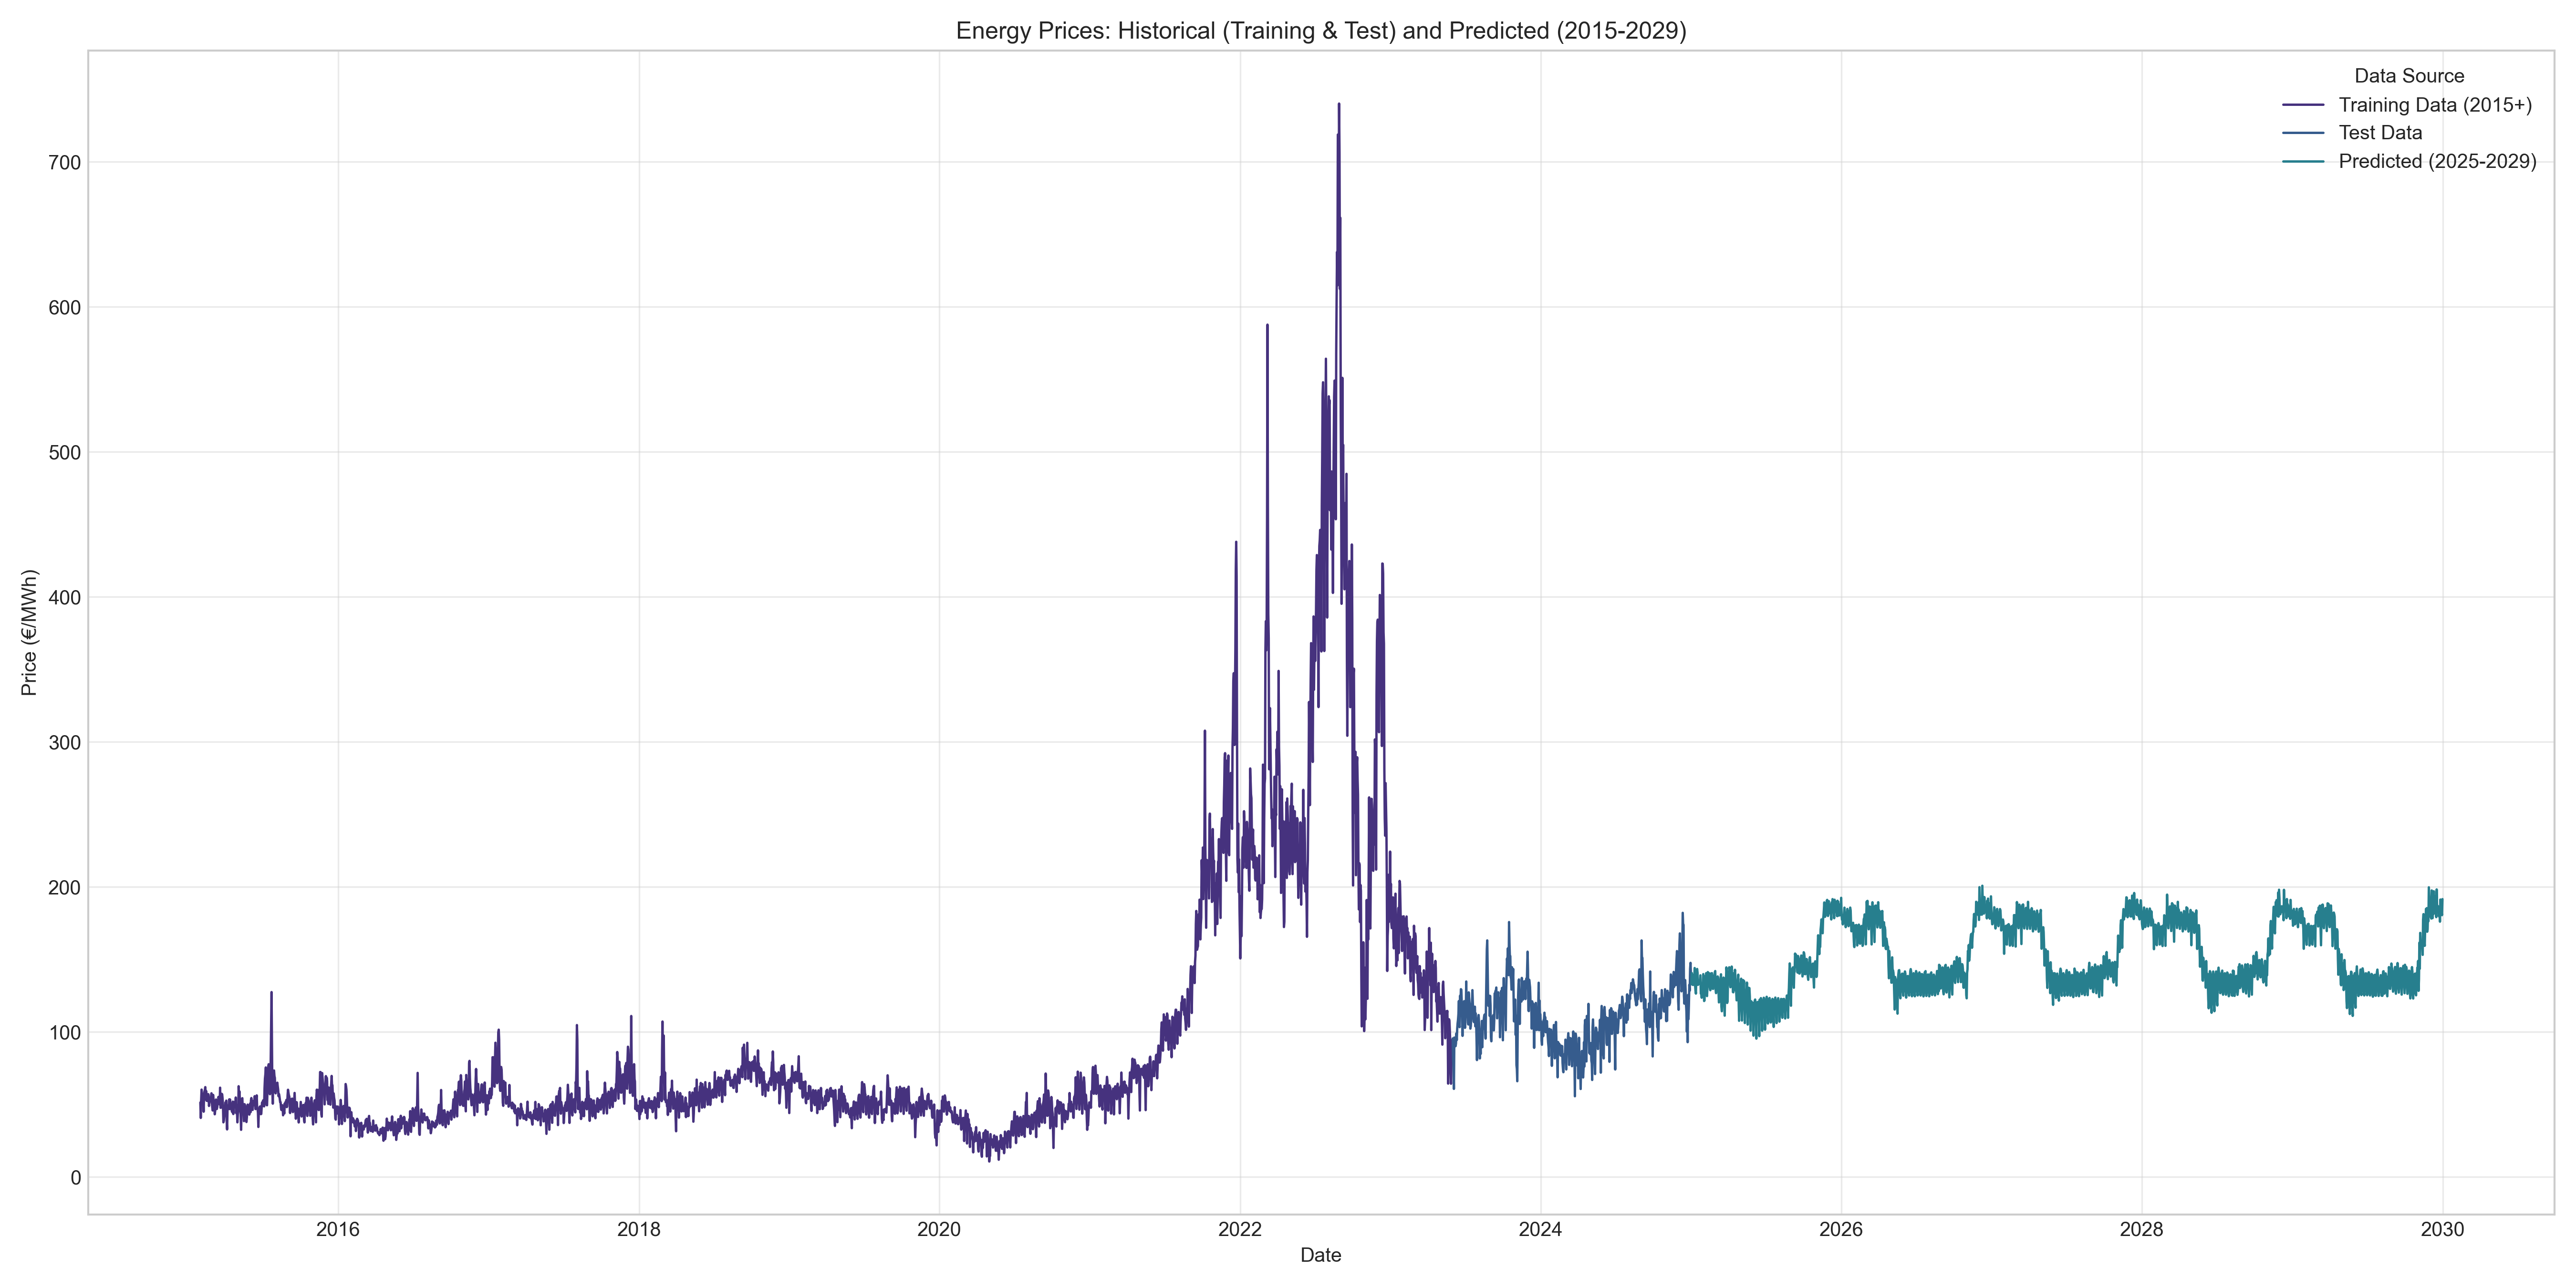 Energy Prices: Historical (Training & Test) and Predicted (2015-2029)
Data Source
Training Data (2015+)
Test Data
Predicted (2025-2029)
700
600
500
400
300
200
100
0
Price (€/MWh)
2016 2018 2020 2022 2024 2026 2028 2030
Date